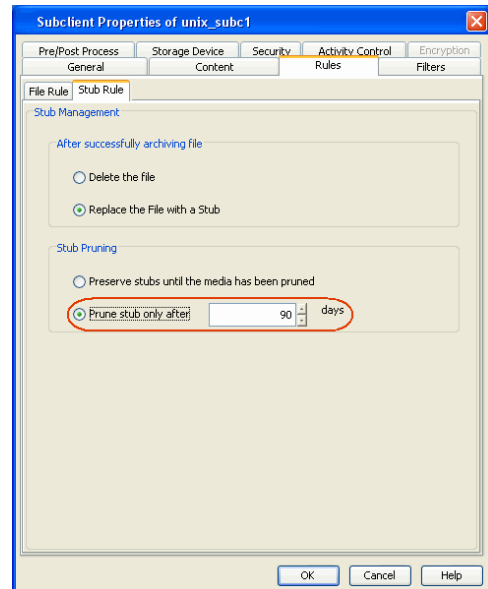 Subclient Properties of unix_subc1
Pre/Post Process Storage Device Security Activity Control Encryption
General Content Rules Filters
File Rule Stub Rule
Stub Management
After successfully archiving file
Delete the file
Replace the File with a Stub
Stub Pruning
Preserve stubs until the media has been pruned
Prune stub only after 90 days
OK Cancel Help